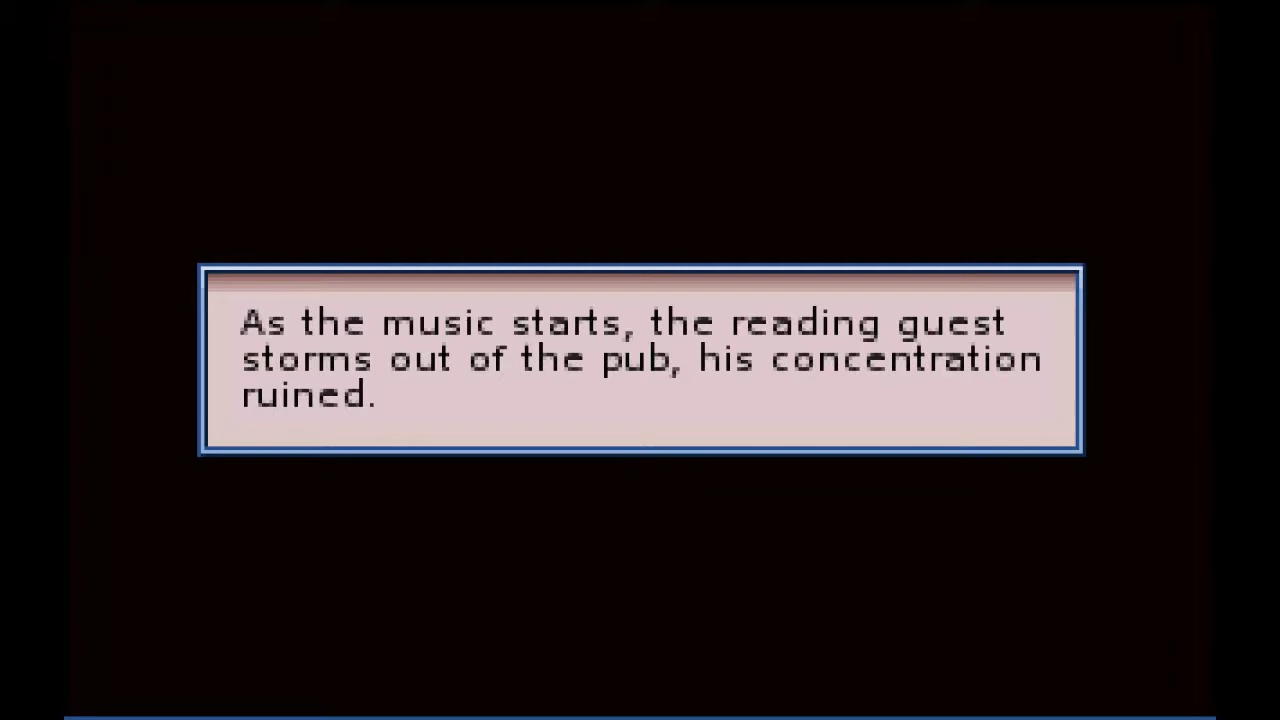 As the music starts, the reading guest
storms out of the pub, his concentration
ruined.